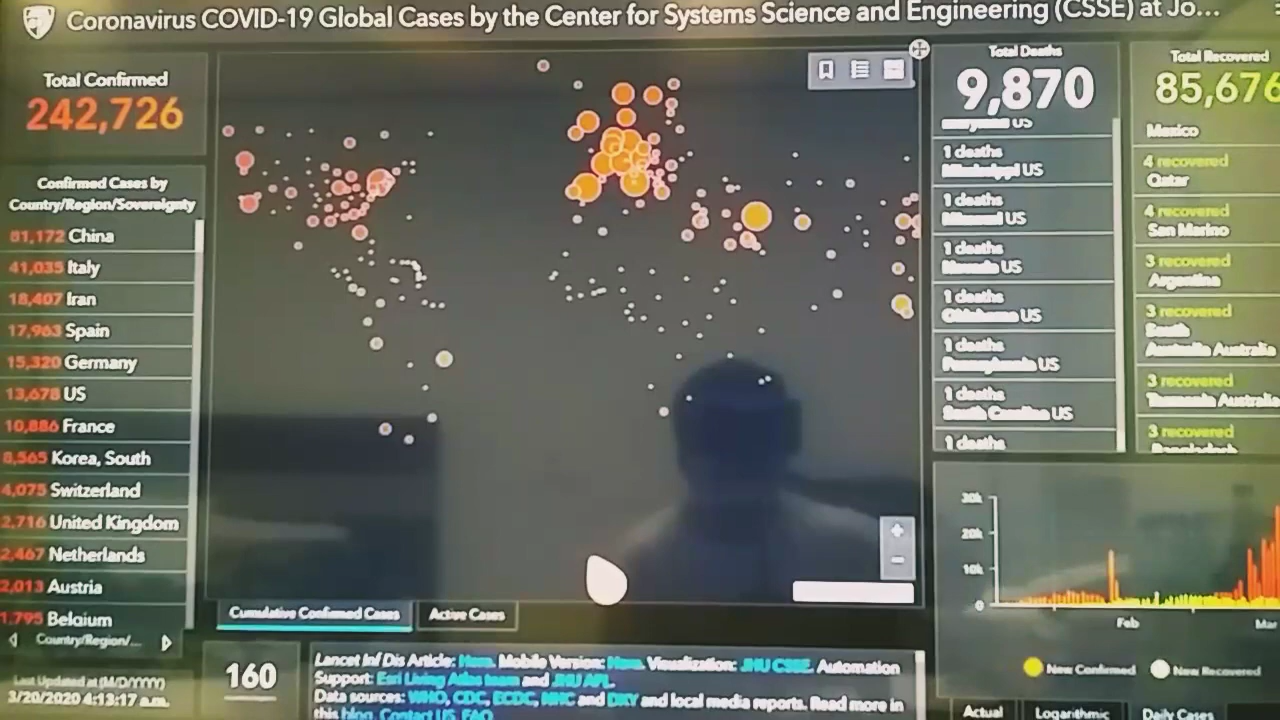 Coronavirus COVID-19 Global Cases by the Center for Systems Science and Engineering (CSSE) at Jo...
Total Confirmed
242,726
Confirmed Cases by
Country/Region/Sovereignty
81,172 China
41,035 Italy
18,407 Iran
17,963 Spain
15,320 Germany
13,678 US
10,886 France
8,565 Korea, South
4,075 Switzerland
2,716 United Kingdom
2,467 Netherlands
2,013 Austria
1,795 Belgium
Country/Region/...
Last Updated at (M/D/YYYY)
3/20/2020 4:13:17 a.m.
+
−
Cumulative Confirmed Cases
Active Cases
160
Lancet Inf Dis Article: Here. Mobile Version: Here. Visualization: JHU CSSE. Automation
Support: Esri Living Atlas team and JHU APL.
Data sources: WHO, CDC, ECDC, NHC and DXY and local media reports. Read more in
this blog. Contact US. FAQ.
Total Deaths
9,870
US
1 deaths
Mississippi US
1 deaths
Missouri US
1 deaths
Nevada US
1 deaths
Oklahoma US
1 deaths
Pennsylvania US
1 deaths
South Carolina US
1 deaths
Total Recovered
85,676
Mexico
4 recovered
Qatar
4 recovered
San Marino
3 recovered
Argentina
3 recovered
South
Australia Australia
3 recovered
Tasmania Australia
3 recovered
Bangladesh
30k
20k
10k
0
Feb
Mar
New Confirmed
New Recovered
Actual
Logarithmic
Daily Cases